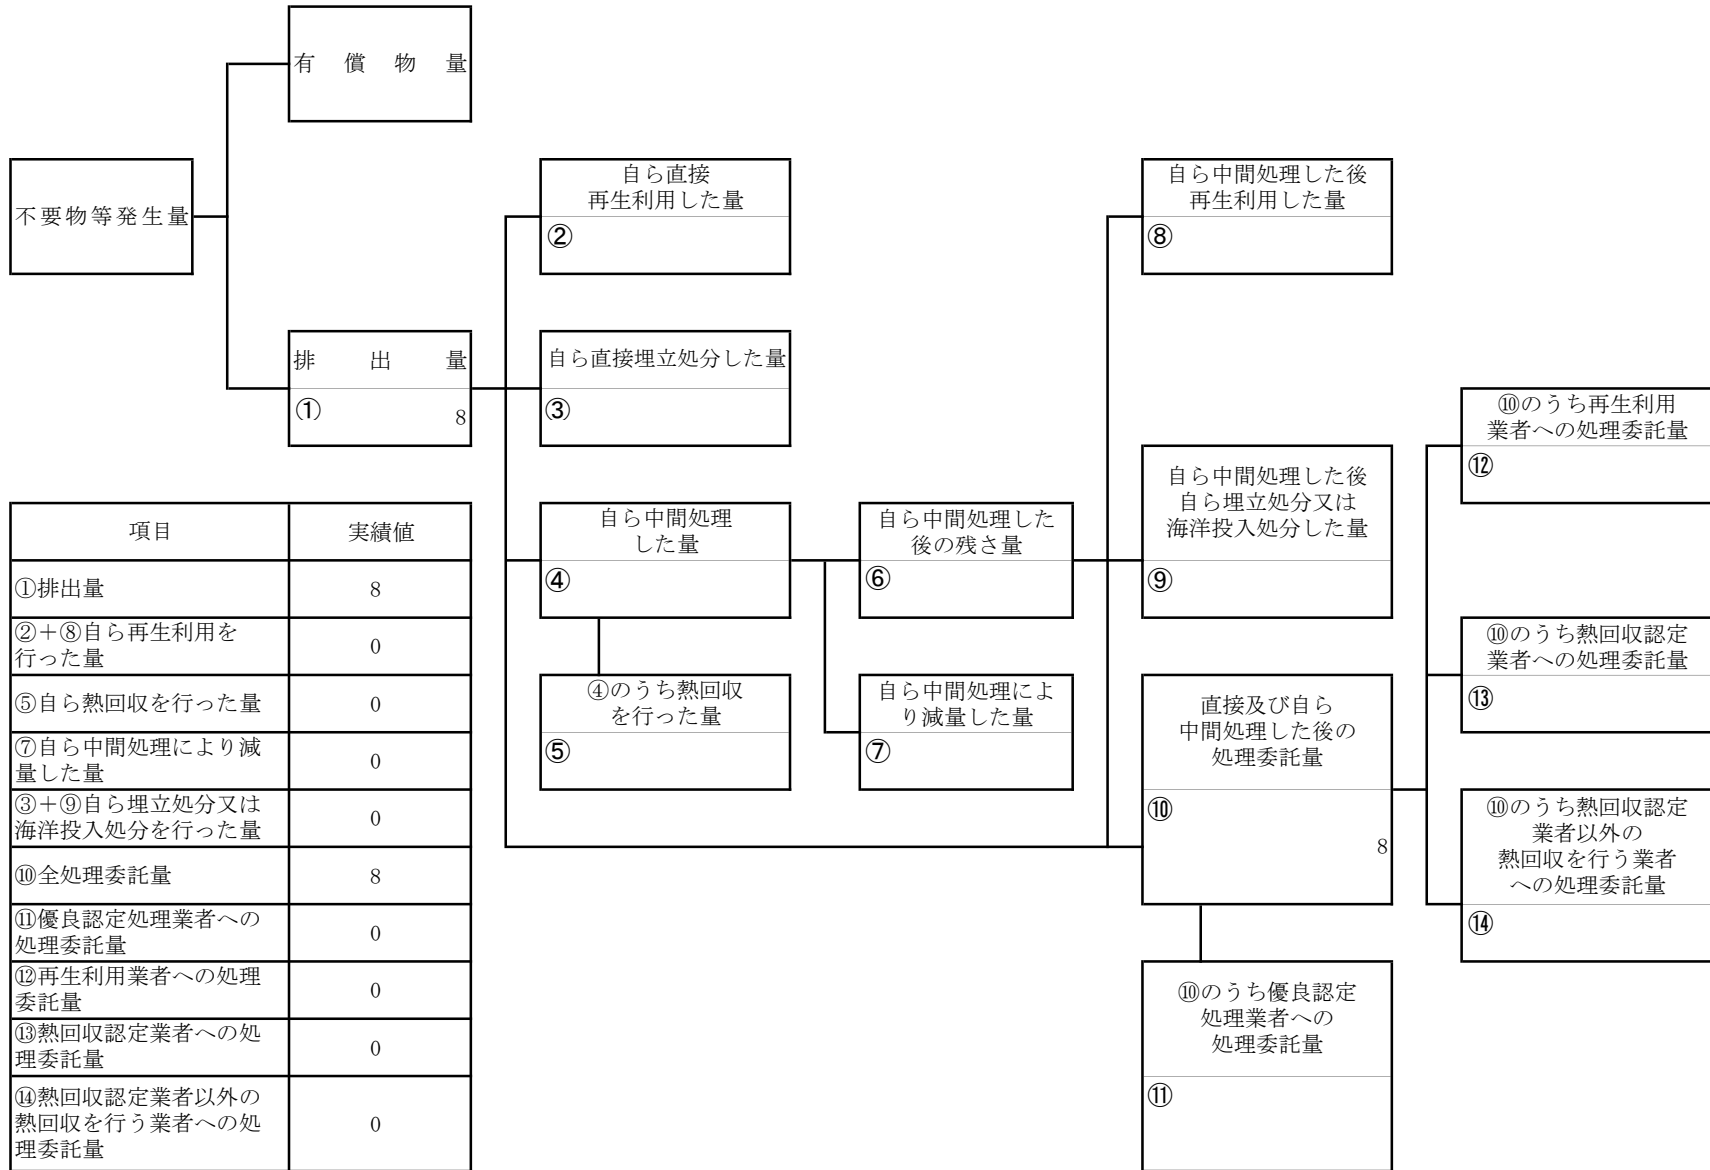 有償物量
不要物等発生量
排出量
①
8
自ら直接
再生利用した量
②
自ら直接埋立処分した量
③
自ら中間処理
した量
④
④のうち熱回収
を行った量
⑤
自ら中間処理した
後の残さ量
⑥
自ら中間処理によ
り減量した量
⑦
自ら中間処理した後
再生利用した量
⑧
自ら中間処理した後
自ら埋立処分又は
海洋投入処分した量
⑨
直接及び自ら
中間処理した後の
処理委託量
⑩
8
⑩のうち優良認定
処理業者への
処理委託量
⑪
⑩のうち再生利用
業者への処理委託量
⑫
⑩のうち熱回収認定
業者への処理委託量
⑬
⑩のうち熱回収認定
業者以外の
熱回収を行う業者
への処理委託量
⑭
項目 実績値
①排出量 8
②＋⑧自ら再生利用を
行った量 0
⑤自ら熱回収を行った量 0
⑦自ら中間処理により減
量した量 0
③＋⑨自ら埋立処分又は
海洋投入処分を行った量 0
⑩全処理委託量 8
⑪優良認定処理業者への
処理委託量 0
⑫再生利用業者への処理
委託量 0
⑬熱回収認定業者への処
理委託量 0
⑭熱回収認定業者以外の
熱回収を行う業者への処 0
理委託量